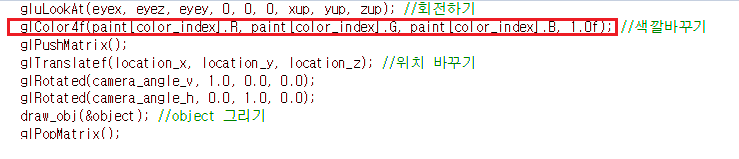 gluLookAt(eyex, eyez, eyey, 0, 0, 0, xup, yup, zup); //회전하기
glColor4f(paint[color_index].R, paint[color_index].G, paint[color_index].B, 1.0f); //색깔바꾸기
glPushMatrix();
glTranslatef(location_x, location_y, location_z); //위치 바꾸기
glRotated(camera_angle_v, 1.0, 0.0, 0.0);
glRotated(camera_angle_h, 0.0, 1.0, 0.0);
draw_obj(&object); //object 그리기
glPopMatrix();